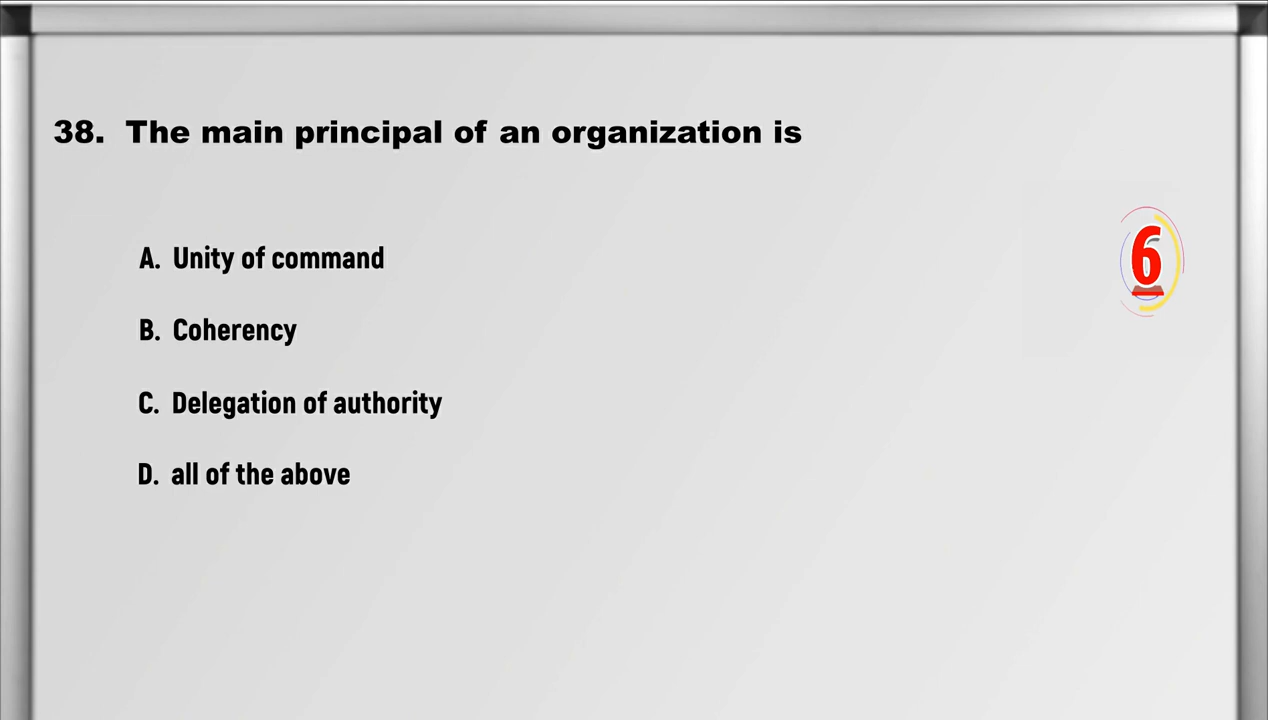 38. The main principal of an organization is
6
A. Unity of command
B. Coherency
C. Delegation of authority
D. all of the above